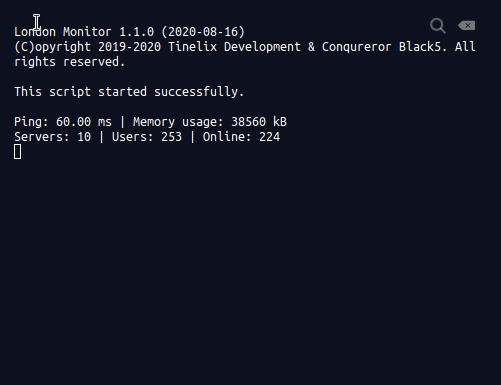 London Monitor 1.1.0 (2020-08-16)
(C)opyright 2019-2020 Tinelix Development & Conqureror Black5. All
rights reserved.
This script started successfully.
Ping: 60.00 ms | Memory usage: 38560 kB
Servers: 10 | Users: 253 | Online: 224